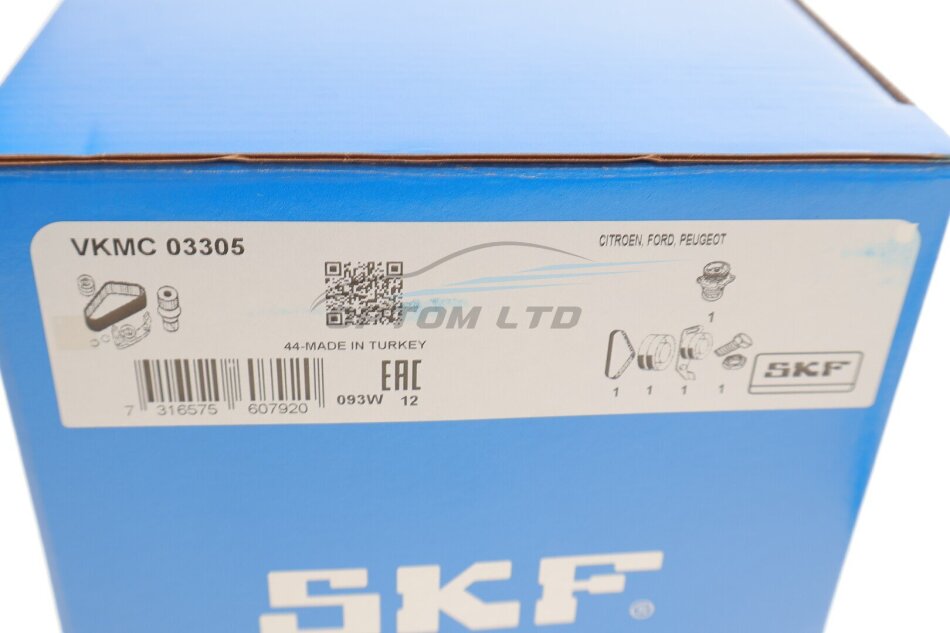 VKMC 03305
CITROEN, FORD, PEUGEOT
1
TOM LTD
44-MADE IN TURKEY
EAC
SKF
7 316575 607920
093W 12
1 1 1 1
SKF®